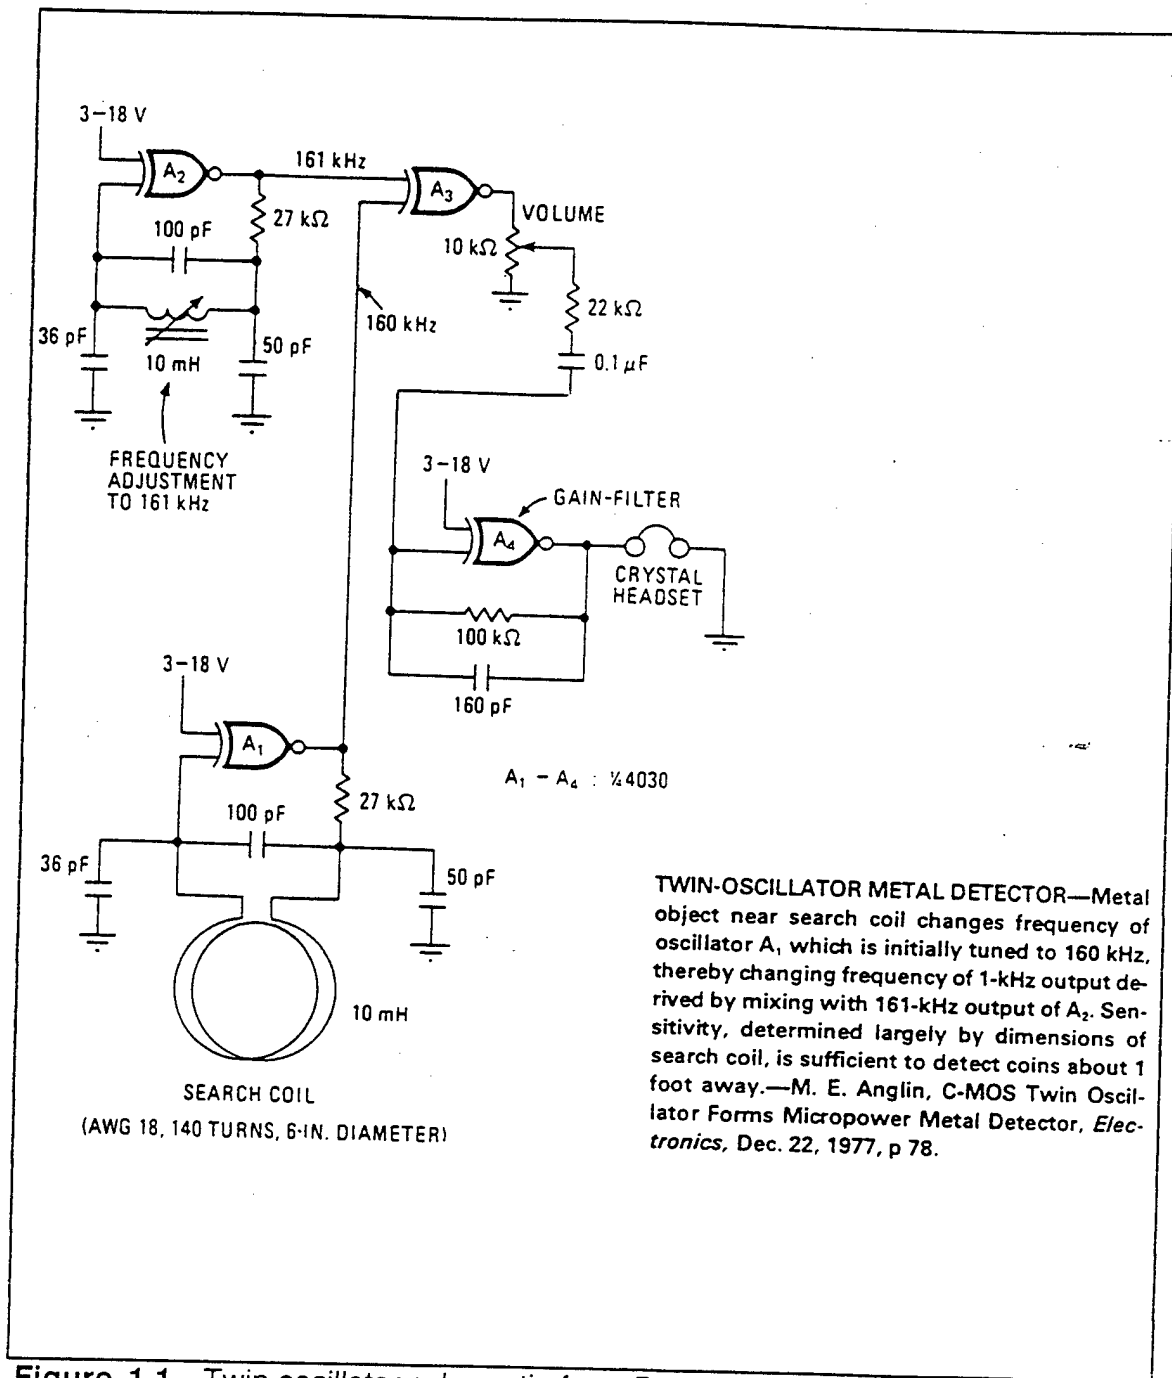 3–18 V
A₂
161 kHz
A₃
27 kΩ
VOLUME
100 pF
10 kΩ
160 kHz
22 kΩ
36 pF
50 pF
0.1 µF
10 mH
FREQUENCY
ADJUSTMENT
TO 161 kHz
3–18 V
GAIN-FILTER
A₄
CRYSTAL
HEADSET
100 kΩ
160 pF
3–18 V
A₁
A₁ – A₄ : ¼ 4030
27 kΩ
100 pF
36 pF
50 pF
10 mH
SEARCH COIL
(AWG 18, 140 TURNS, 6-IN. DIAMETER)
TWIN-OSCILLATOR METAL DETECTOR—Metal
object near search coil changes frequency of
oscillator A₁ which is initially tuned to 160 kHz,
thereby changing frequency of 1-kHz output de-
rived by mixing with 161-kHz output of A₂. Sen-
sitivity, determined largely by dimensions of
search coil, is sufficient to detect coins about 1
foot away.—M. E. Anglin, C-MOS Twin Oscil-
lator Forms Micropower Metal Detector, Elec-
tronics, Dec. 22, 1977, p 78.
Figure 1.1